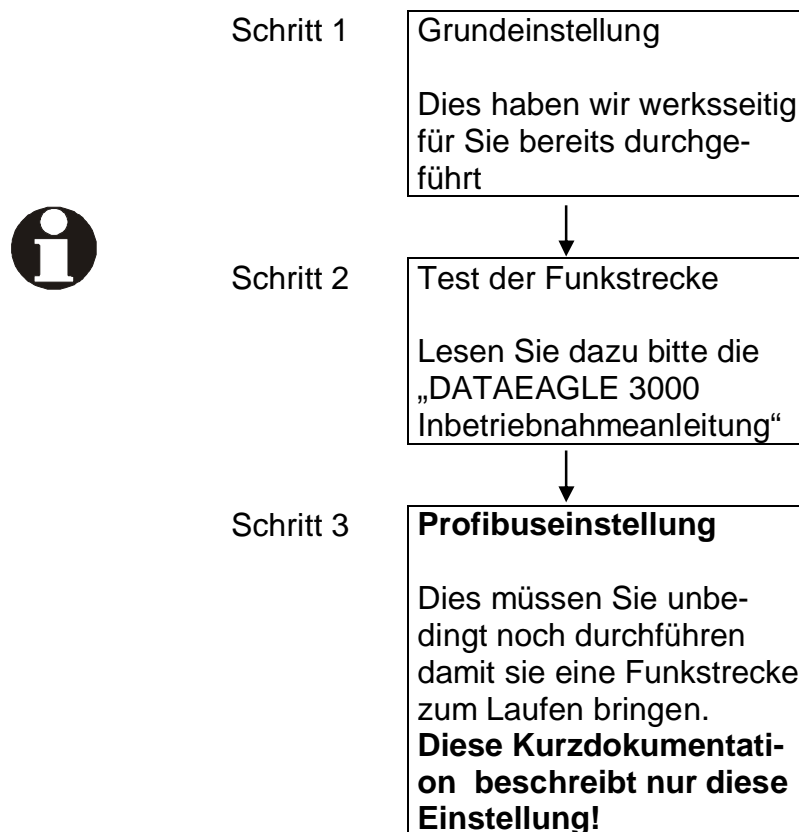 Schritt 1
Grundeinstellung
Dies haben wir werksseitig
für Sie bereits durchge-
führt
Schritt 2
Test der Funkstrecke
Lesen Sie dazu bitte die
„DATAEAGLE 3000
Inbetriebnahmeanleitung“
Schritt 3
Profibuseinstellung
Dies müssen Sie unbe-
dingt noch durchführen
damit sie eine Funkstrecke
zum Laufen bringen.
Diese Kurzdokumentati-
on beschreibt nur diese
Einstellung!